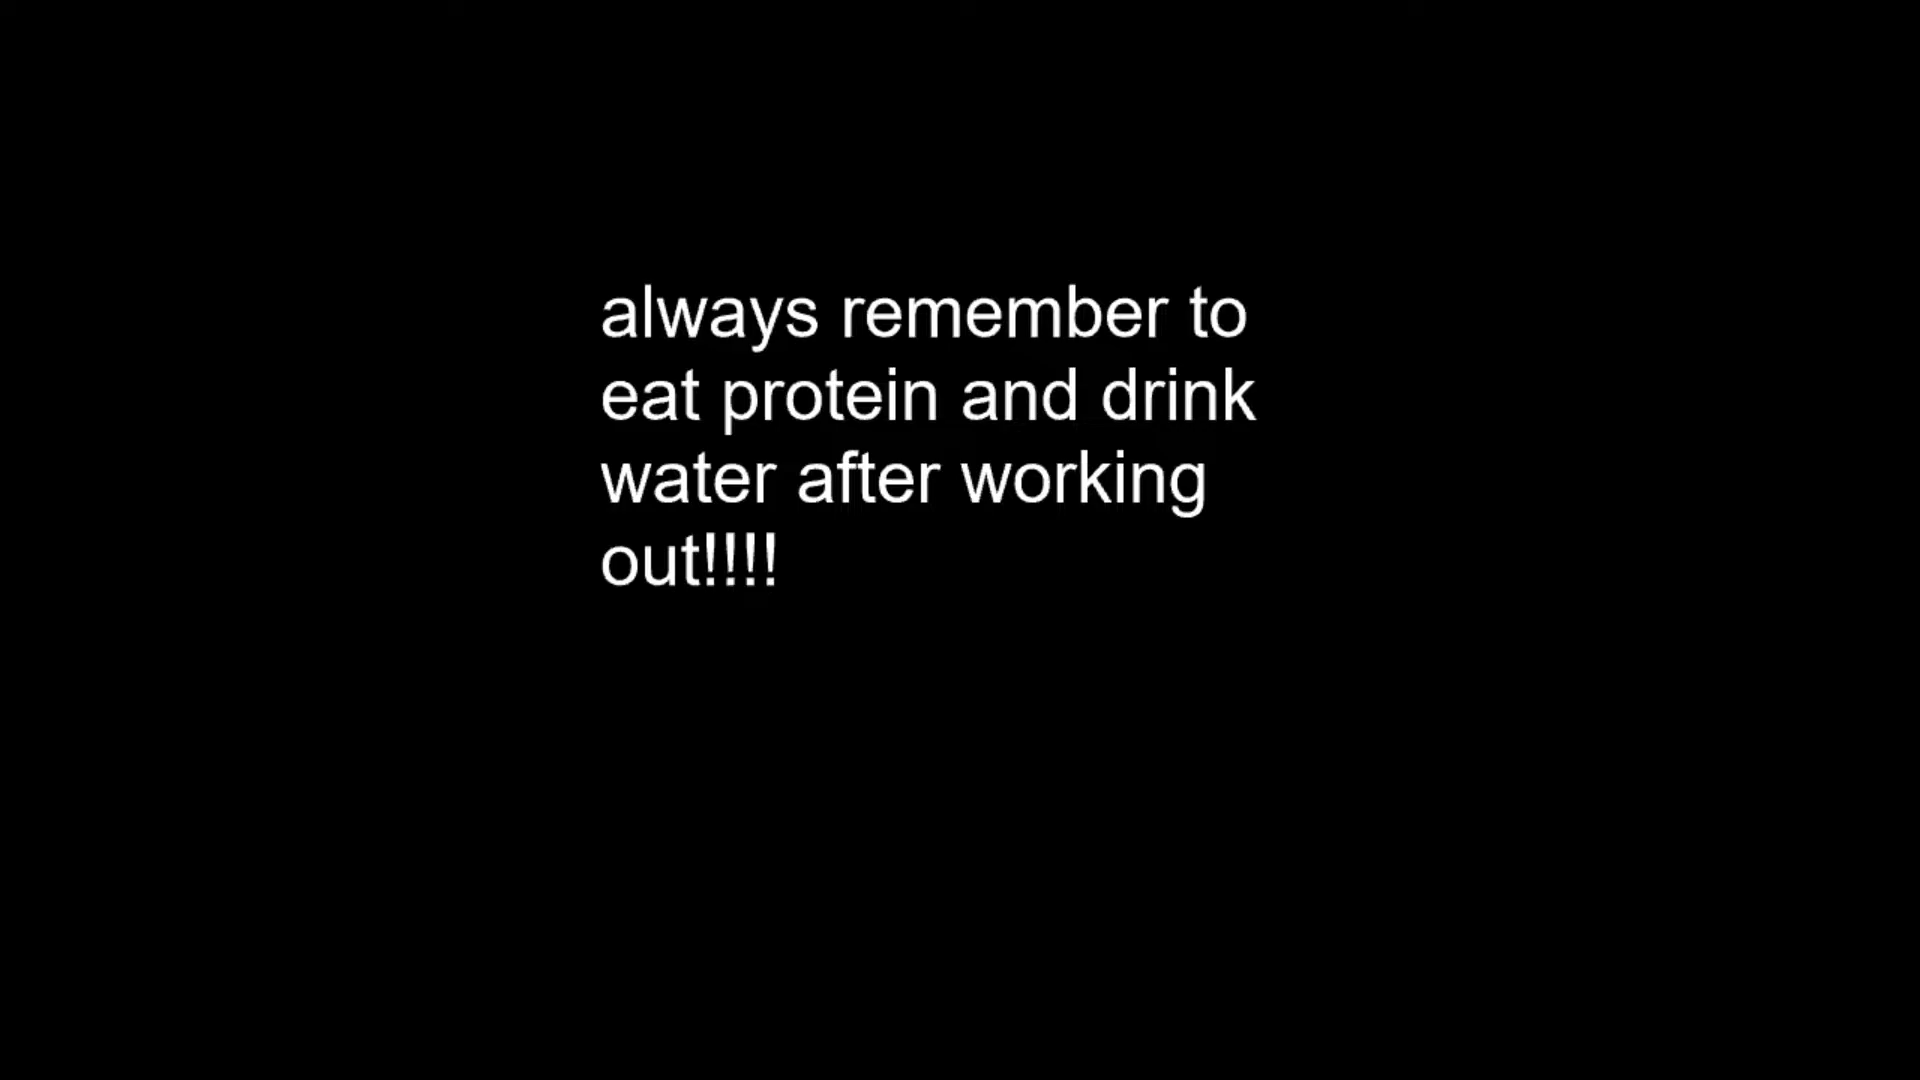 always remember to
eat protein and drink
water after working
out!!!!